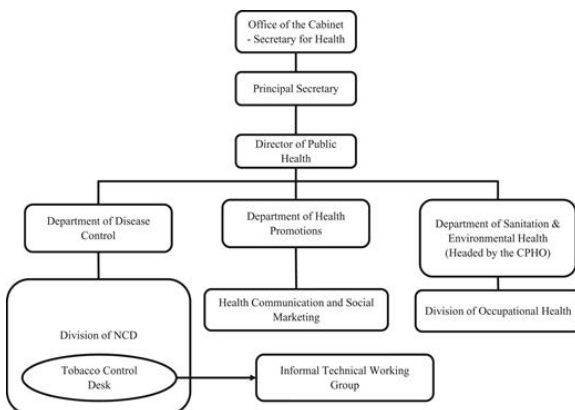 Office of the Cabinet
- Secretary for Health
Principal Secretary
Director of Public
Health
Department of Disease
Control
Department of Health
Promotions
Department of Sanitation &
Environmental Health
(Headed by the CPHO)
Health Communication and Social
Marketing
Division of Occupational Health
Division of NCD
Tobacco Control
Desk
Informal Technical Working
Group